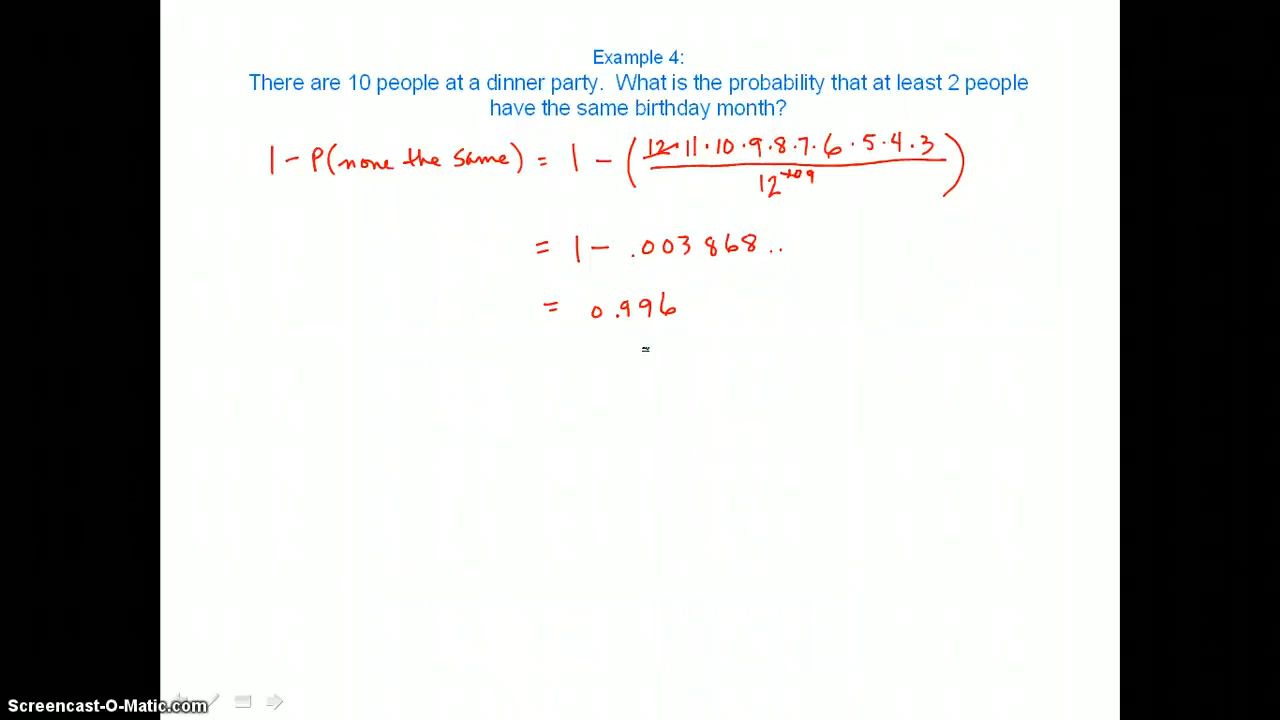 Example 4:
There are 10 people at a dinner party. What is the probability that at least 2 people
have the same birthday month?
1 - P(none the same) = 1 - (12·11·10·9·8·7·6·5·4·3 / 12^10 9)
= 1 - .003868..
= 0.996
Screencast-O-Matic.com